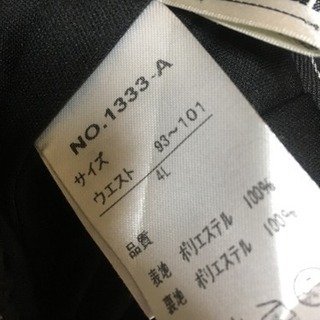 NO.1333-A
サイズ
ウエスト 93～101
4L
品質
表地 ポリエステル 100%
裏地 ポリエステル 100%